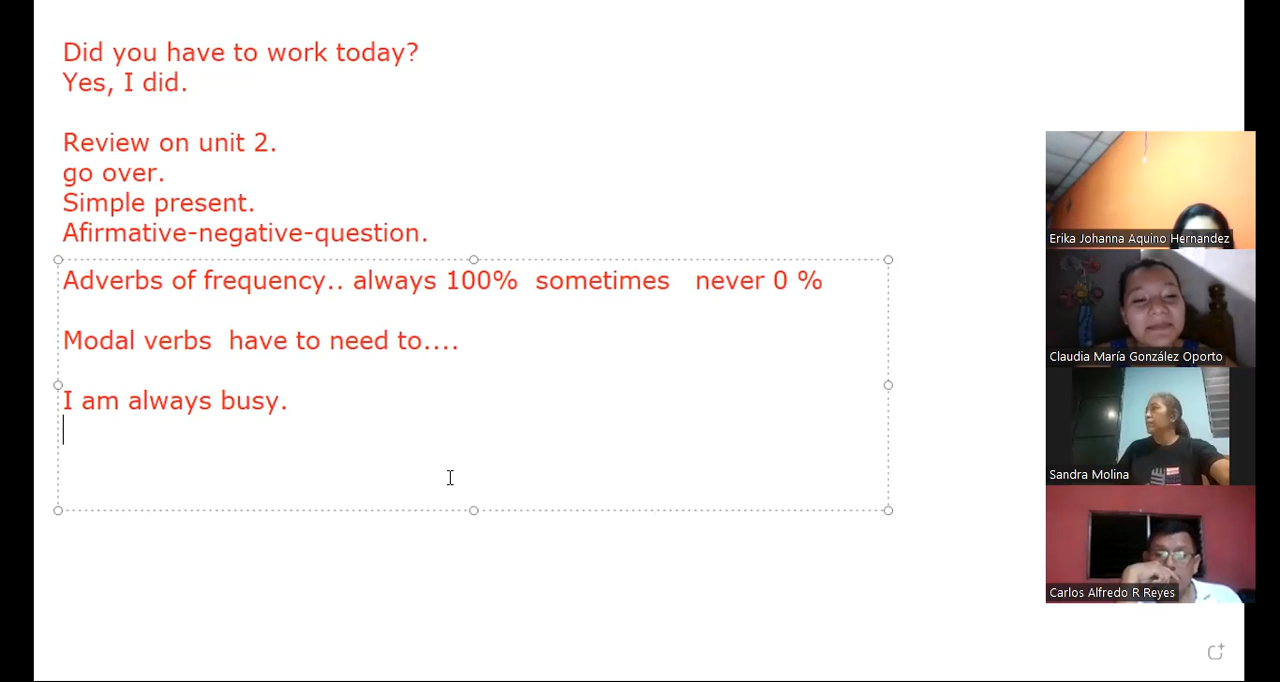 Did you have to work today?
Yes, I did.
Review on unit 2.
go over.
Simple present.
Afirmative-negative-question.
Adverbs of frequency.. always 100%  sometimes   never 0 %
Modal verbs  have to need to....
I am always busy.
Erika Johanna Aquino Hernandez
Claudia María González Oporto
Sandra Molina
Carlos Alfredo R Reyes